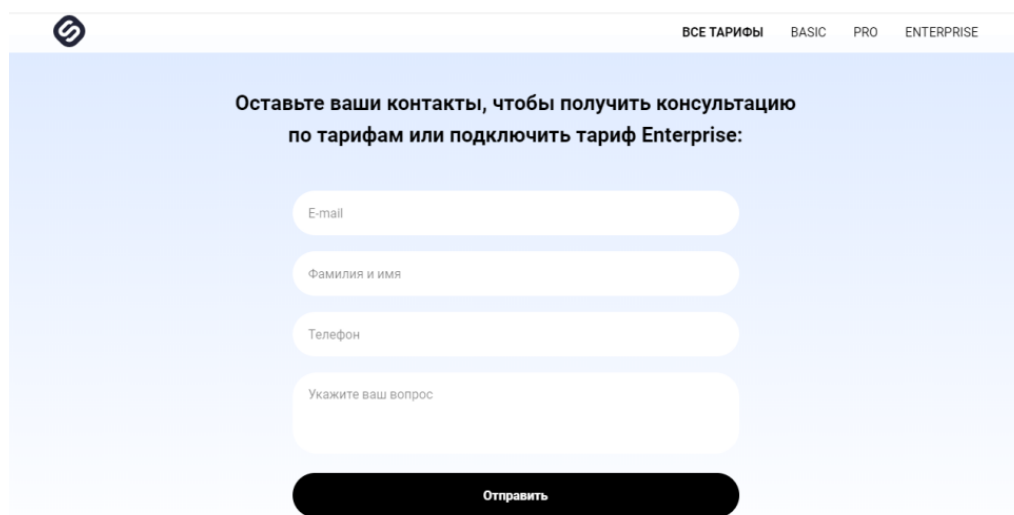 ВСЕ ТАРИФЫ BASIC PRO ENTERPRISE
Оставьте ваши контакты, чтобы получить консультацию
по тарифам или подключить тариф Enterprise:
E-mail
Фамилия и имя
Телефон
Укажите ваш вопрос
Отправить